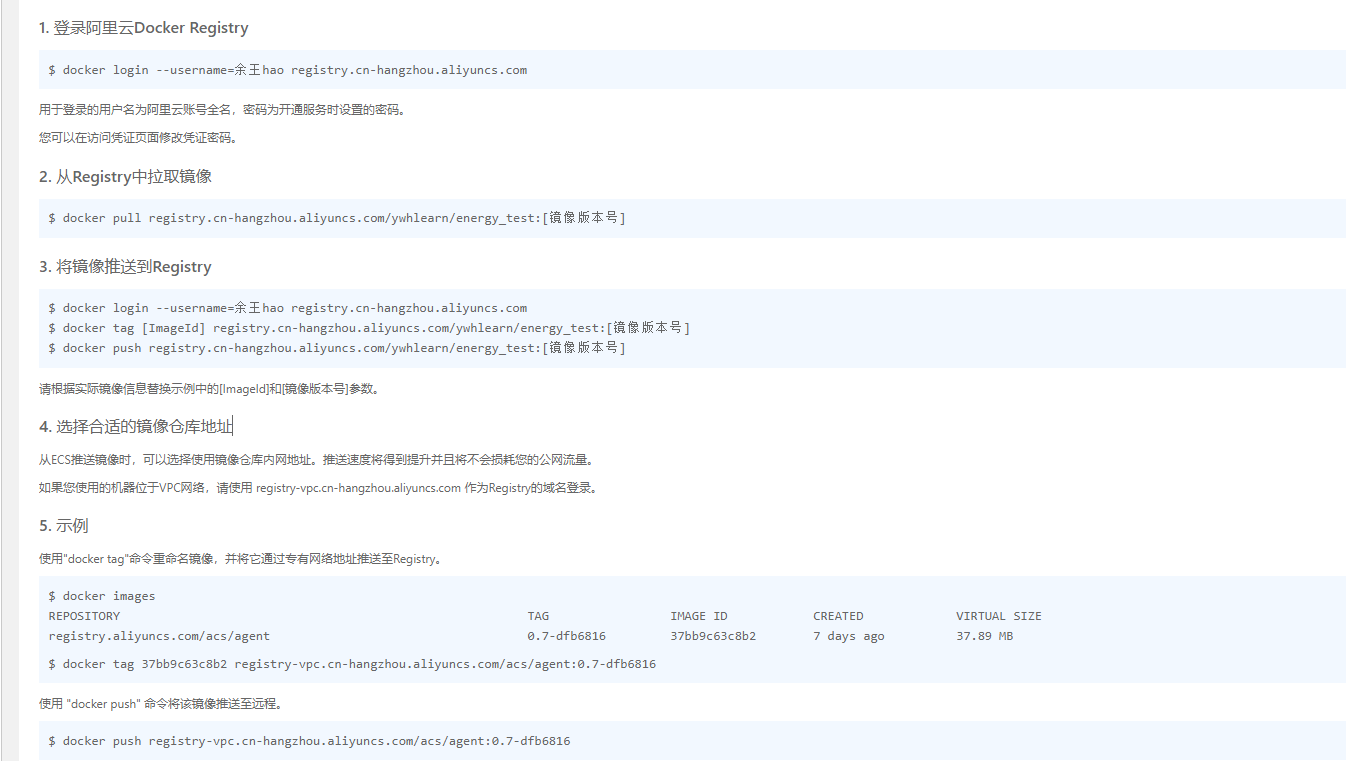 1. 登录阿里云Docker Registry
$ docker login --username=余王hao registry.cn-hangzhou.aliyuncs.com
用于登录的用户名为阿里云账号全名，密码为开通服务时设置的密码。
您可以在访问凭证页面修改凭证密码。
2. 从Registry中拉取镜像
$ docker pull registry.cn-hangzhou.aliyuncs.com/ywhlearn/energy_test:[镜像版本号]
3. 将镜像推送到Registry
$ docker login --username=余王hao registry.cn-hangzhou.aliyuncs.com
$ docker tag [ImageId] registry.cn-hangzhou.aliyuncs.com/ywhlearn/energy_test:[镜像版本号]
$ docker push registry.cn-hangzhou.aliyuncs.com/ywhlearn/energy_test:[镜像版本号]
请根据实际镜像信息替换示例中的[ImageId]和[镜像版本号]参数。
4. 选择合适的镜像仓库地址
从ECS推送镜像时，可以选择使用镜像仓库内网地址。推送速度将得到提升并且将不会损耗您的公网流量。
如果您使用的机器位于VPC网络，请使用 registry-vpc.cn-hangzhou.aliyuncs.com 作为Registry的域名登录。
5. 示例
使用"docker tag"命令重命名镜像，并将它通过专有网络地址推送至Registry。
$ docker images
REPOSITORY TAG IMAGE ID CREATED VIRTUAL SIZE
registry.aliyuncs.com/acs/agent 0.7-dfb6816 37bb9c63c8b2 7 days ago 37.89 MB
$ docker tag 37bb9c63c8b2 registry-vpc.cn-hangzhou.aliyuncs.com/acs/agent:0.7-dfb6816
使用 "docker push" 命令将该镜像推送至远程。
$ docker push registry-vpc.cn-hangzhou.aliyuncs.com/acs/agent:0.7-dfb6816